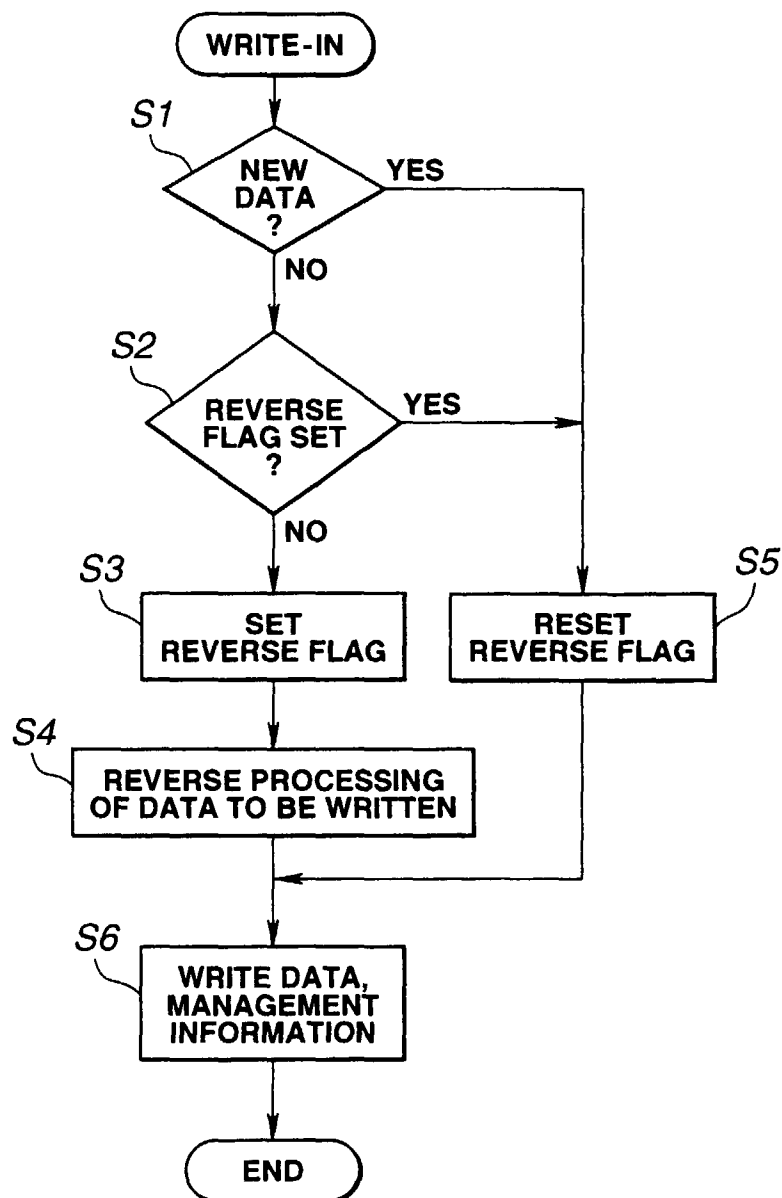 WRITE-IN
S1
NEW
DATA
?
YES
NO
S2
REVERSE
FLAG SET
?
YES
NO
S3
SET
REVERSE FLAG
S5
RESET
REVERSE FLAG
S4
REVERSE PROCESSING
OF DATA TO BE WRITTEN
S6
WRITE DATA,
MANAGEMENT
INFORMATION
END